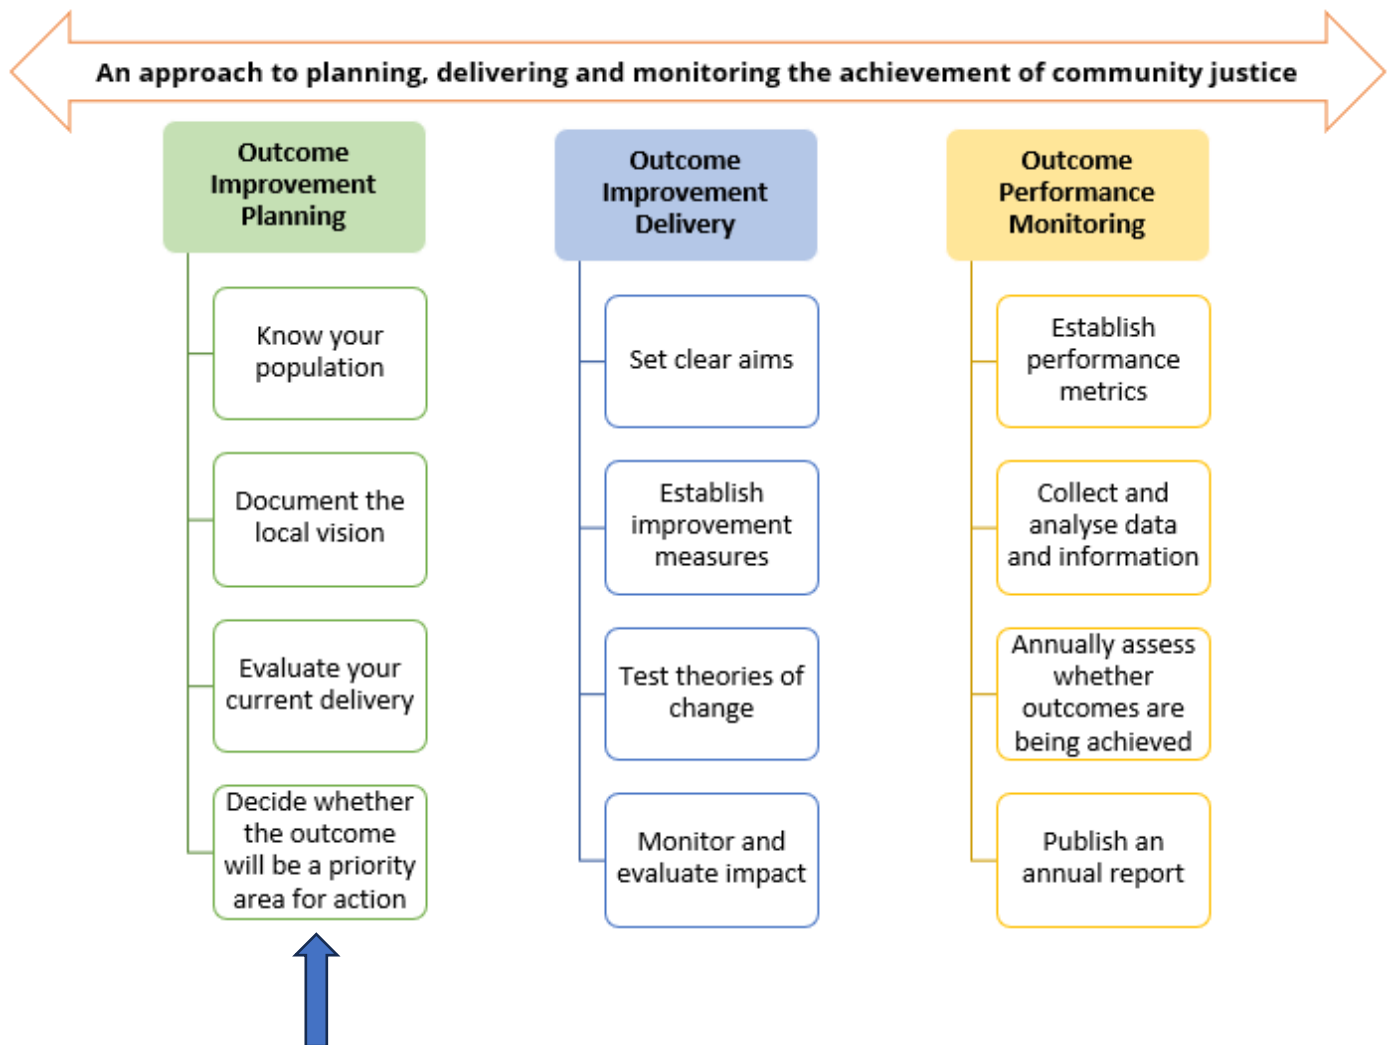 An approach to planning, delivering and monitoring the achievement of community justice
Outcome
Improvement
Planning
Know your
population
Document the
local vision
Evaluate your
current delivery
Decide whether
the outcome
will be a priority
area for action
Outcome
Improvement
Delivery
Set clear aims
Establish
improvement
measures
Test theories of
change
Monitor and
evaluate impact
Outcome
Performance
Monitoring
Establish
performance
metrics
Collect and
analyse data
and information
Annually assess
whether
outcomes are
being achieved
Publish an
annual report